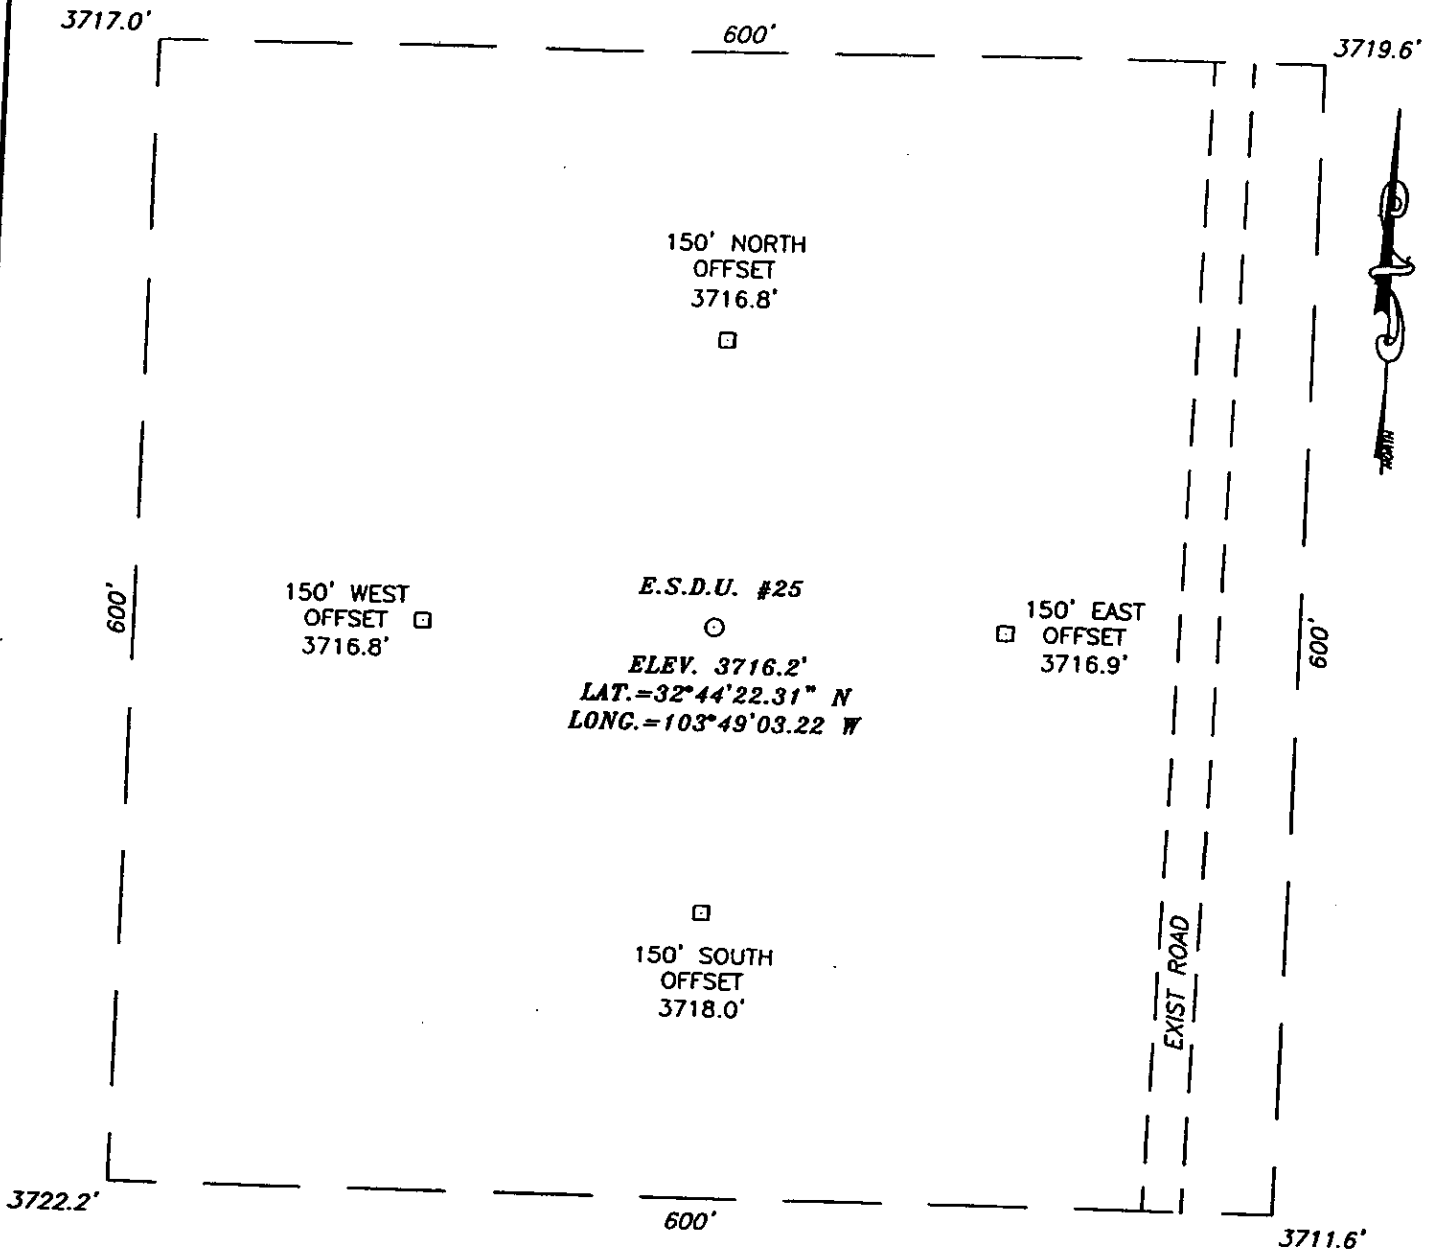 3717.0'
600'
3719.6'
150' NORTH
OFFSET
3716.8'
NORTH
600'
150' WEST
OFFSET
3716.8'
E.S.D.U. #25
ELEV. 3716.2'
LAT.=32°44'22.31" N
LONG.=103°49'03.22 W
150' EAST
OFFSET
3716.9'
600'
150' SOUTH
OFFSET
3718.0'
EXIST ROAD
3722.2'
600'
3711.6'